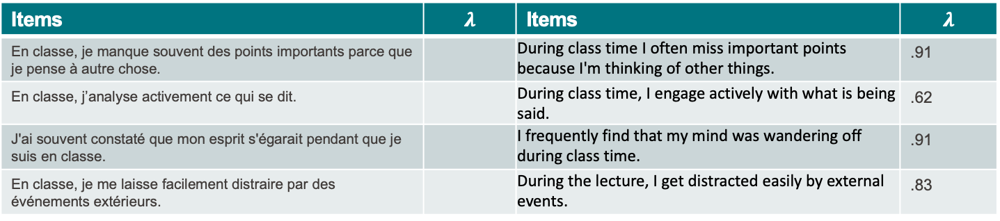 Items λ Items λ
En classe, je manque souvent des points importants parce que
je pense à autre chose.
During class time I often miss important points
because I'm thinking of other things.
.91
En classe, j’analyse activement ce qui se dit.
During class time, I engage actively with what is being
said.
.62
J'ai souvent constaté que mon esprit s'égarait pendant que je
suis en classe.
I frequently find that my mind was wandering off
during class time.
.91
En classe, je me laisse facilement distraire par des
événements extérieurs.
During the lecture, I get distracted easily by external
events.
.83